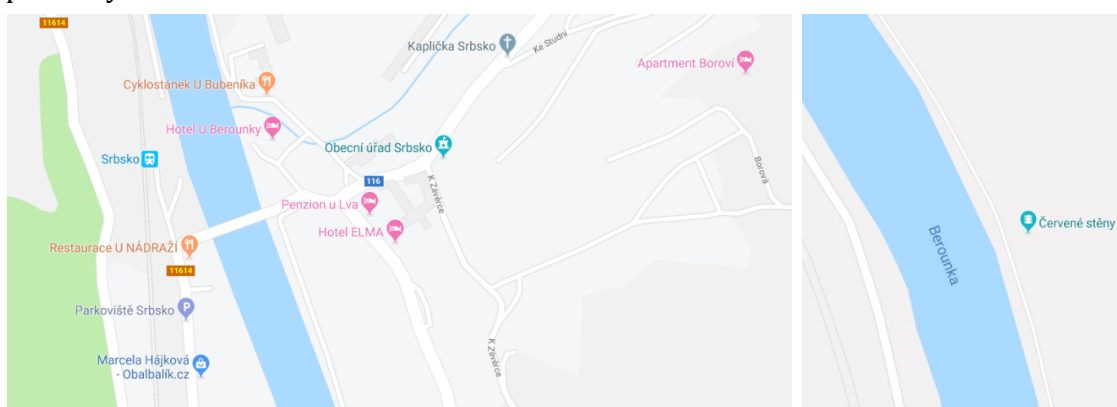 11614
Kaplička Srbsko
Ke Studni
Apartment Boroví
Cyklostánek U Bubeníka
Hotel U Berounky
Obecní úřad Srbsko
Srbsko
116
K Závěrce
Borová
Penzion u Lva
Hotel ELMA
Restaurace U NÁDRAŽÍ
11614
Parkoviště Srbsko
P
K Závěrce
Marcela Hájková
- Obalbalík.cz
Červené stěny
Berounka